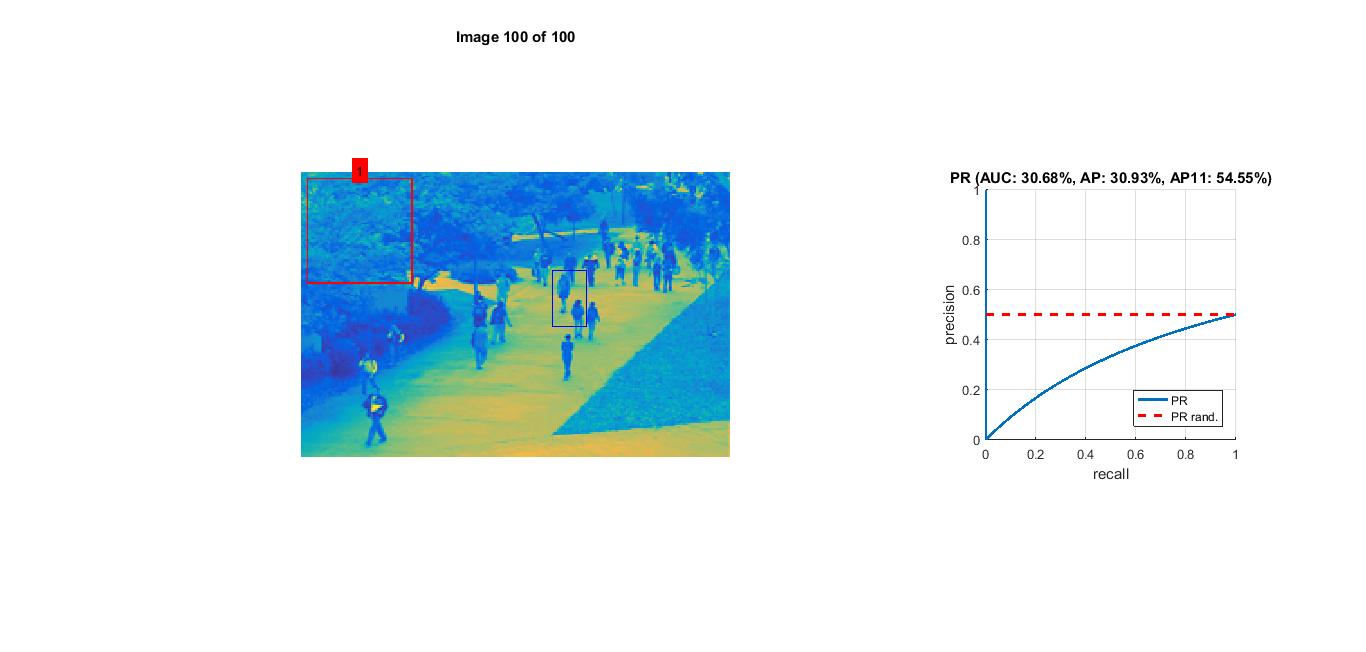 Image 100 of 100
1
PR (AUC: 30.68%, AP: 30.93%, AP11: 54.55%)
1
0.8
0.6
0.4
0.2
0
precision
PR
PR rand.
0 0.2 0.4 0.6 0.8 1
recall